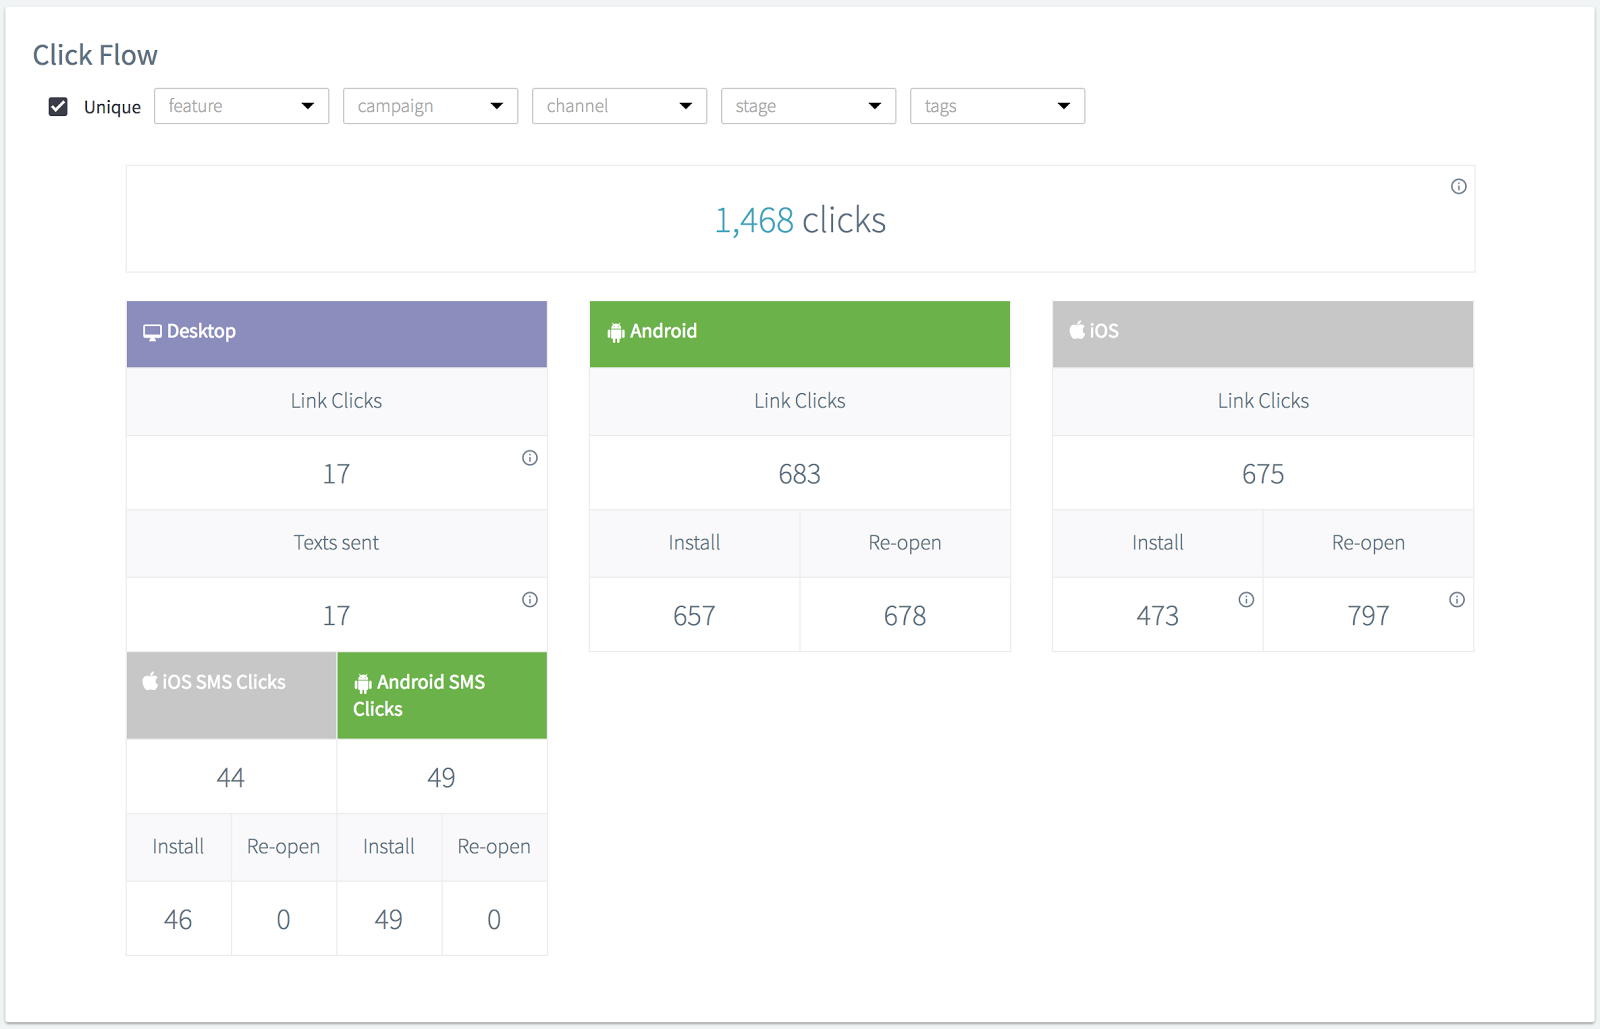 Click Flow
Unique feature campaign channel stage tags
1,468 clicks
Desktop
Link Clicks
17
Texts sent
17
iOS SMS Clicks
Android SMS
Clicks
44 49
Install Re-open Install Re-open
46 0 49 0
Android
Link Clicks
683
Install Re-open
657 678
iOS
Link Clicks
675
Install Re-open
473 797